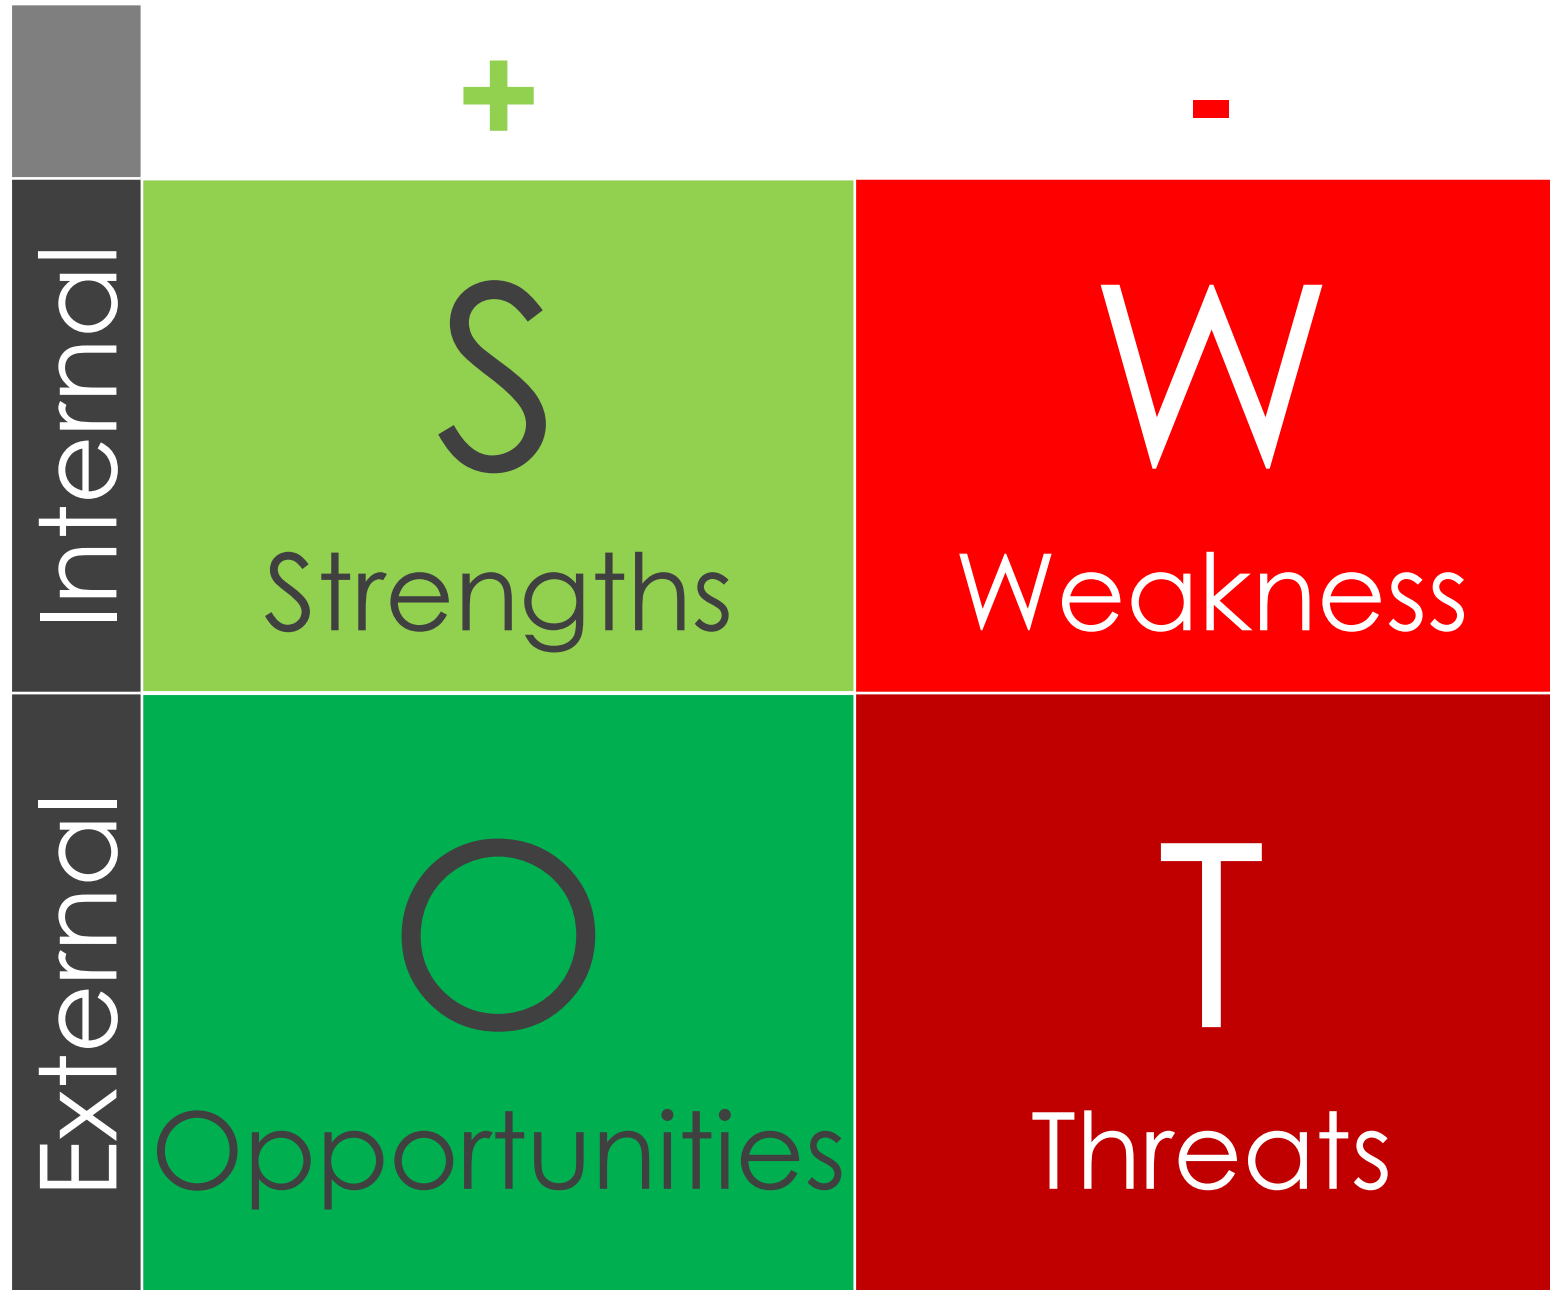 +
-
Internal
S
Strengths
W
Weakness
External
O
Opportunities
T
Threats